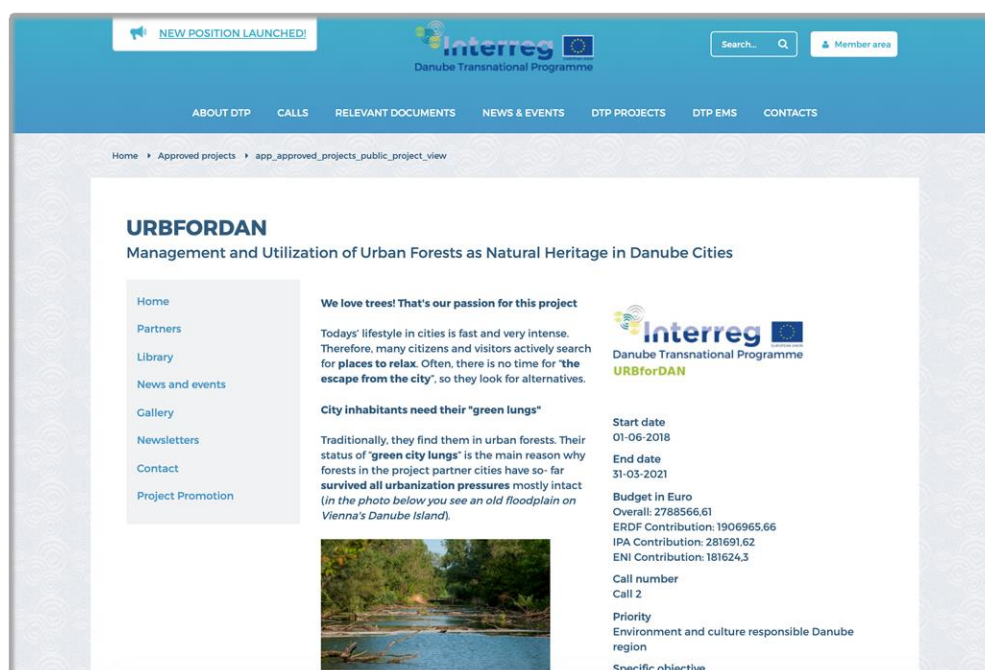 NEW POSITION LAUNCHED!
Interreg
Danube Transnational Programme
Search...
Member area
ABOUT DTP CALLS RELEVANT DOCUMENTS NEWS & EVENTS DTP PROJECTS DTP EMS CONTACTS
Home Approved projects app_approved_projects_public_project_view
URBFORDAN
Management and Utilization of Urban Forests as Natural Heritage in Danube Cities
Home
Partners
Library
News and events
Gallery
Newsletters
Contact
Project Promotion
We love trees! That's our passion for this project
Todays' lifestyle in cities is fast and very intense.
Therefore, many citizens and visitors actively search
for places to relax. Often, there is no time for "the
escape from the city", so they look for alternatives.
City inhabitants need their "green lungs"
Traditionally, they find them in urban forests. Their
status of "green city lungs" is the main reason why
forests in the project partner cities have so- far
survived all urbanization pressures mostly intact
(in the photo below you see an old floodplain on
Vienna's Danube Island).
Interreg
EUROPEAN UNION
Danube Transnational Programme
URBforDAN
Start date
01-06-2018
End date
31-03-2021
Budget in Euro
Overall: 2788566,61
ERDF Contribution: 1906965,66
IPA Contribution: 281691,62
ENI Contribution: 181624,3
Call number
Call 2
Priority
Environment and culture responsible Danube
region
Specific objective